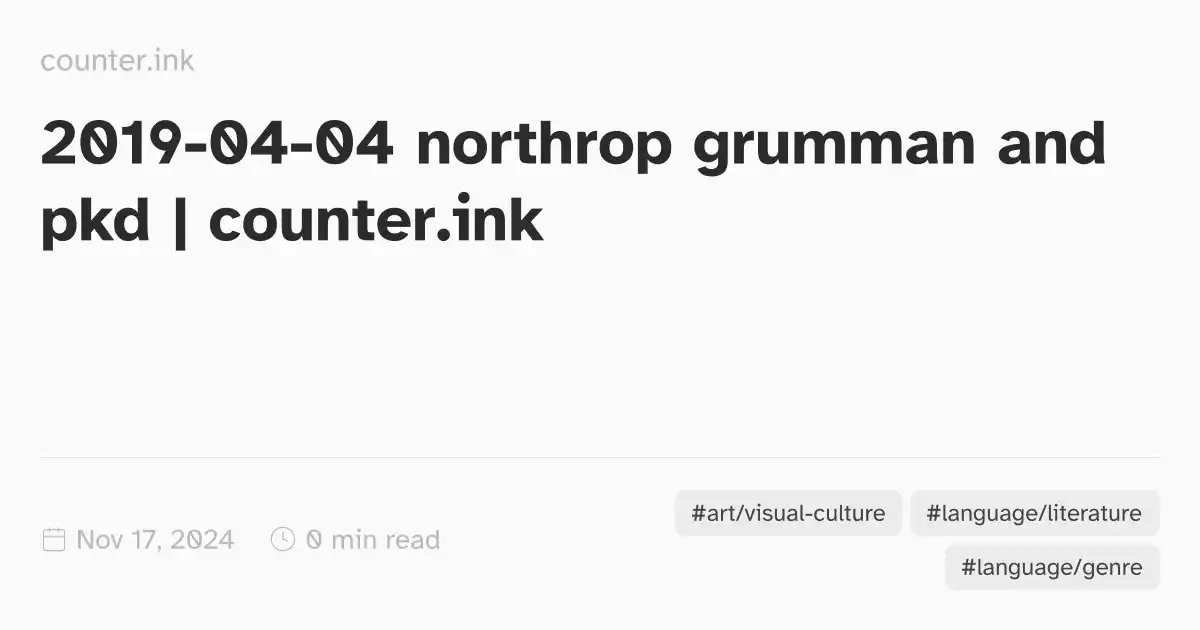 counter.ink
2019-04-04 northrop grumman and
pkd | counter.ink
Nov 17, 2024
0 min read
#art/visual-culture
#language/literature
#language/genre